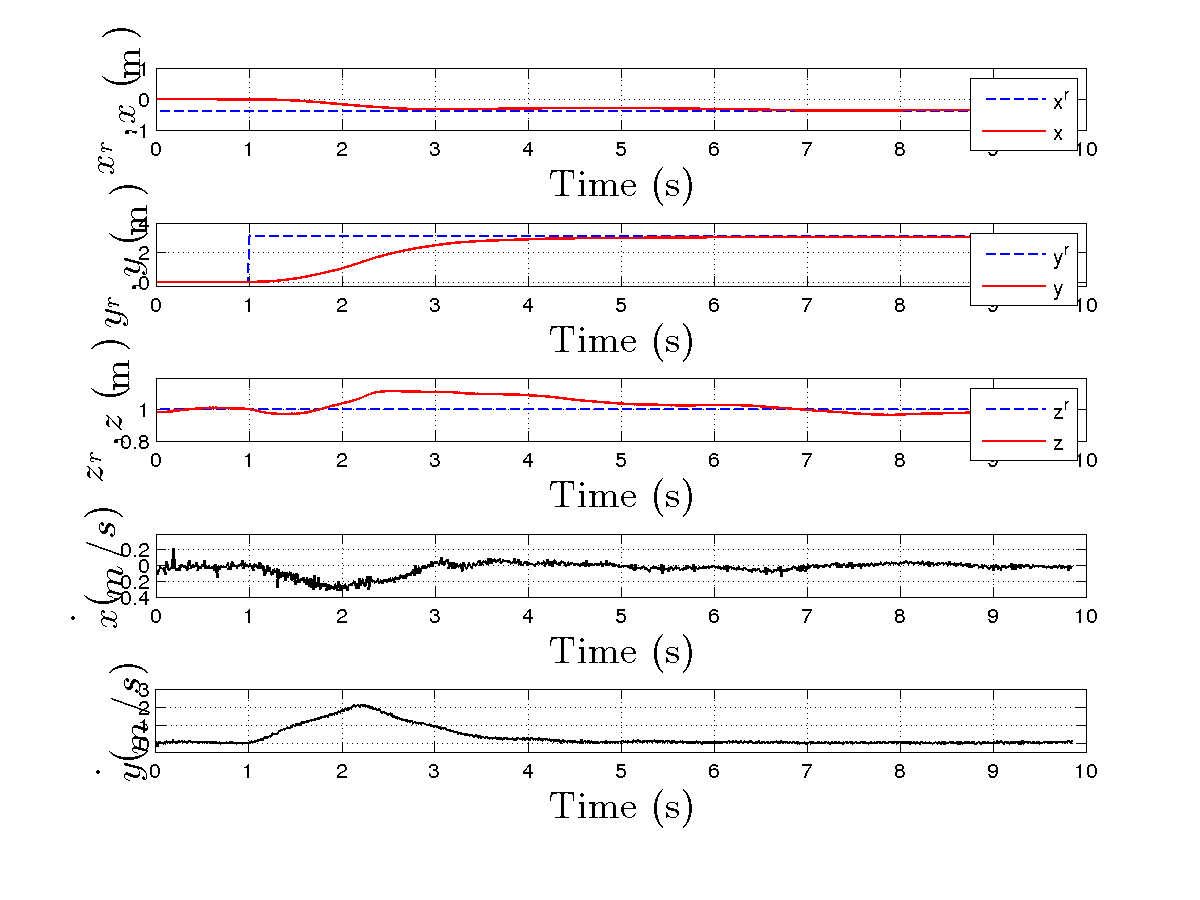 x^r, x (m)
1
0
-1
0 1 2 3 4 5 6 7 8 9 10
x^r
x
Time (s)
y^r, y (m)
4
2
0
0 1 2 3 4 5 6 7 8 9 10
y^r
y
Time (s)
z^r, z (m)
1
0.8
0 1 2 3 4 5 6 7 8 9 10
z^r
z
Time (s)
ẋ(m/s)
0.2
0
-0.2
-0.4
0 1 2 3 4 5 6 7 8 9 10
Time (s)
ẏ(m/s)
3
2
1
0
0 1 2 3 4 5 6 7 8 9 10
Time (s)